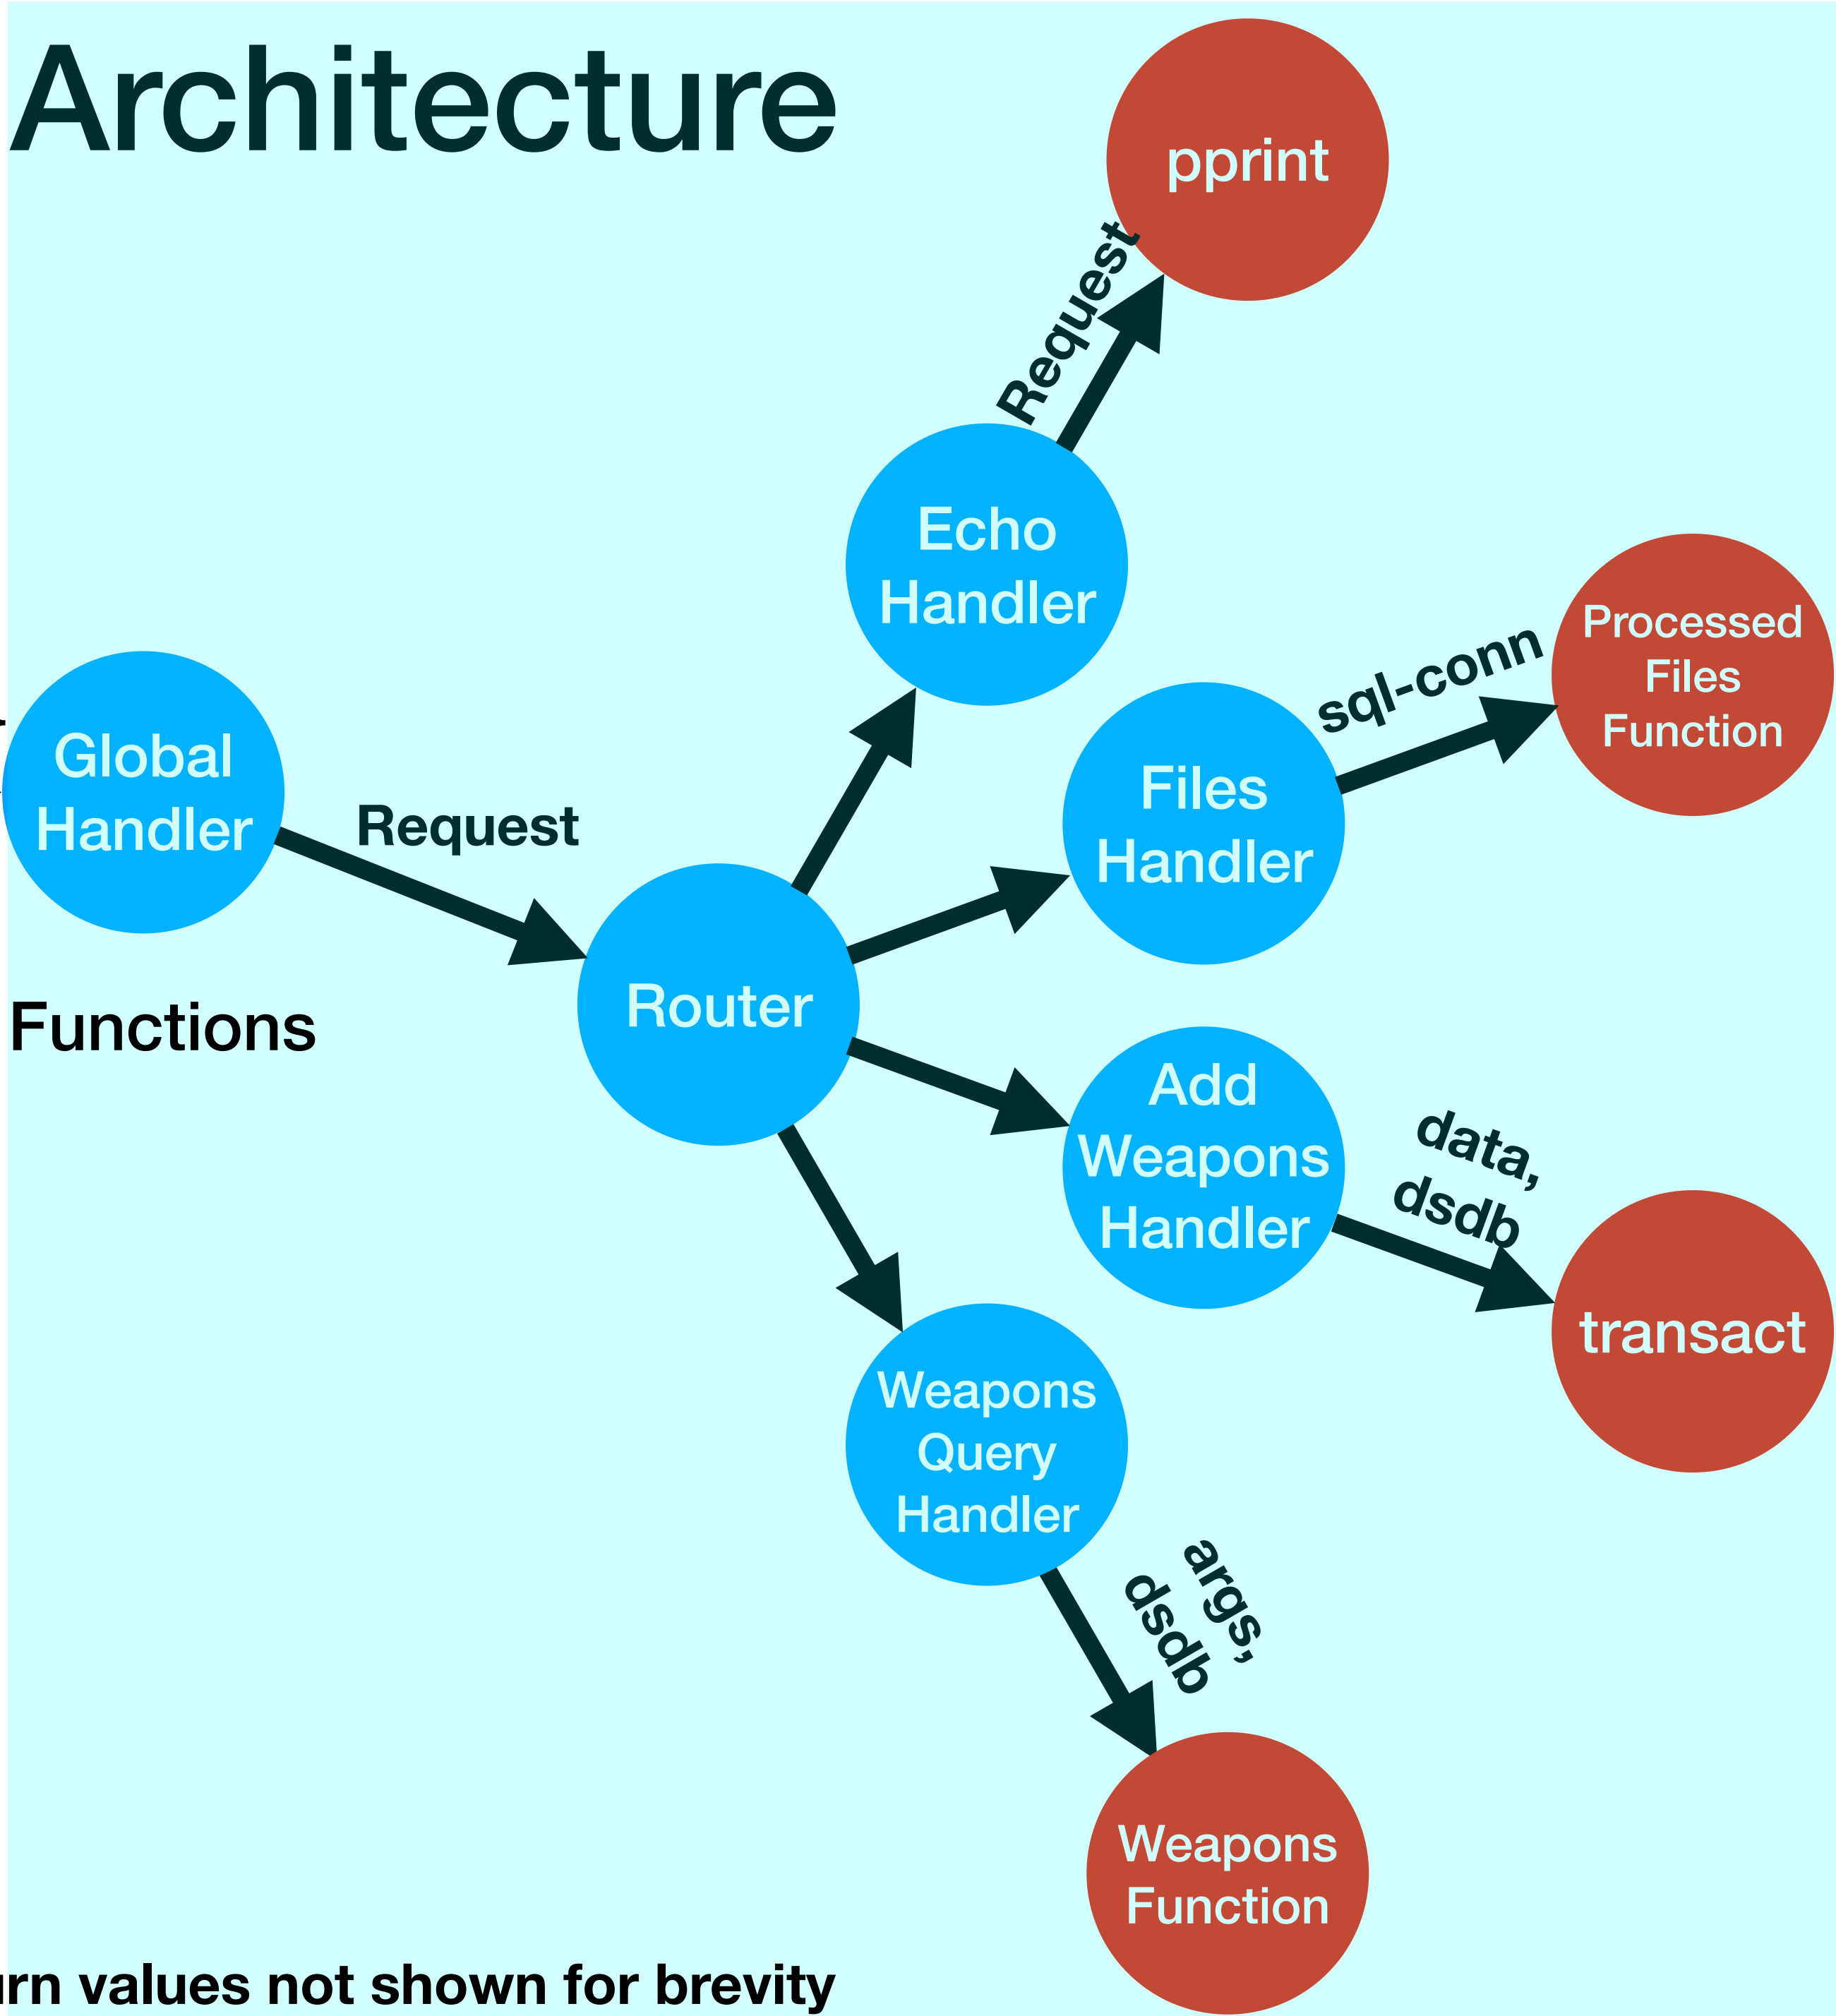 Architecture
pprint
Request
Echo
Handler
Processed
Files
Function
sql-conn
Files
Handler
Global
Handler
Request
Router
Functions
Add
Weapons
Handler
data,
dsdb
transact
Weapons
Query
Handler
args,
dsdb
Weapons
Function
values not shown for brevity